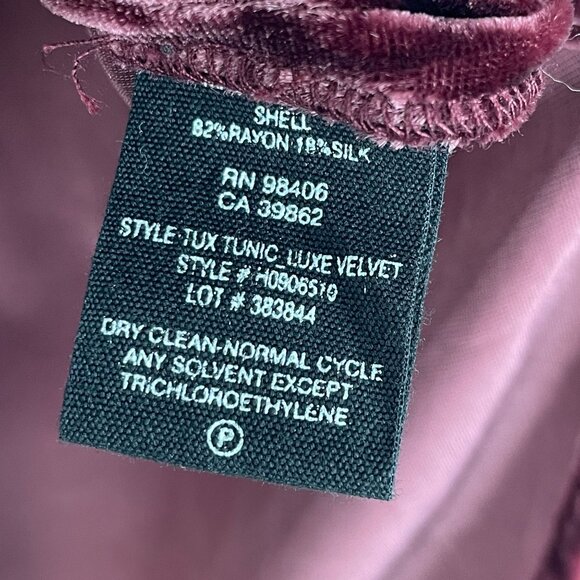 SHELL
82%RAYON 18%SILK
RN 98406
CA 39862
STYLE TUX TUNIC_LUXE VELVET
STYLE # H0906510
LOT # 383844
DRY CLEAN-NORMAL CYCLE
ANY SOLVENT EXCEPT
TRICHLOROETHYLENE
P